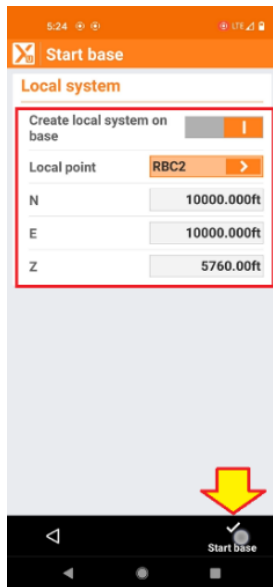 5:24 LTE
Start base
Local system
Create local system on
base
Local point RBC2
N 10000.000ft
E 10000.000ft
Z 5760.00ft
Start base